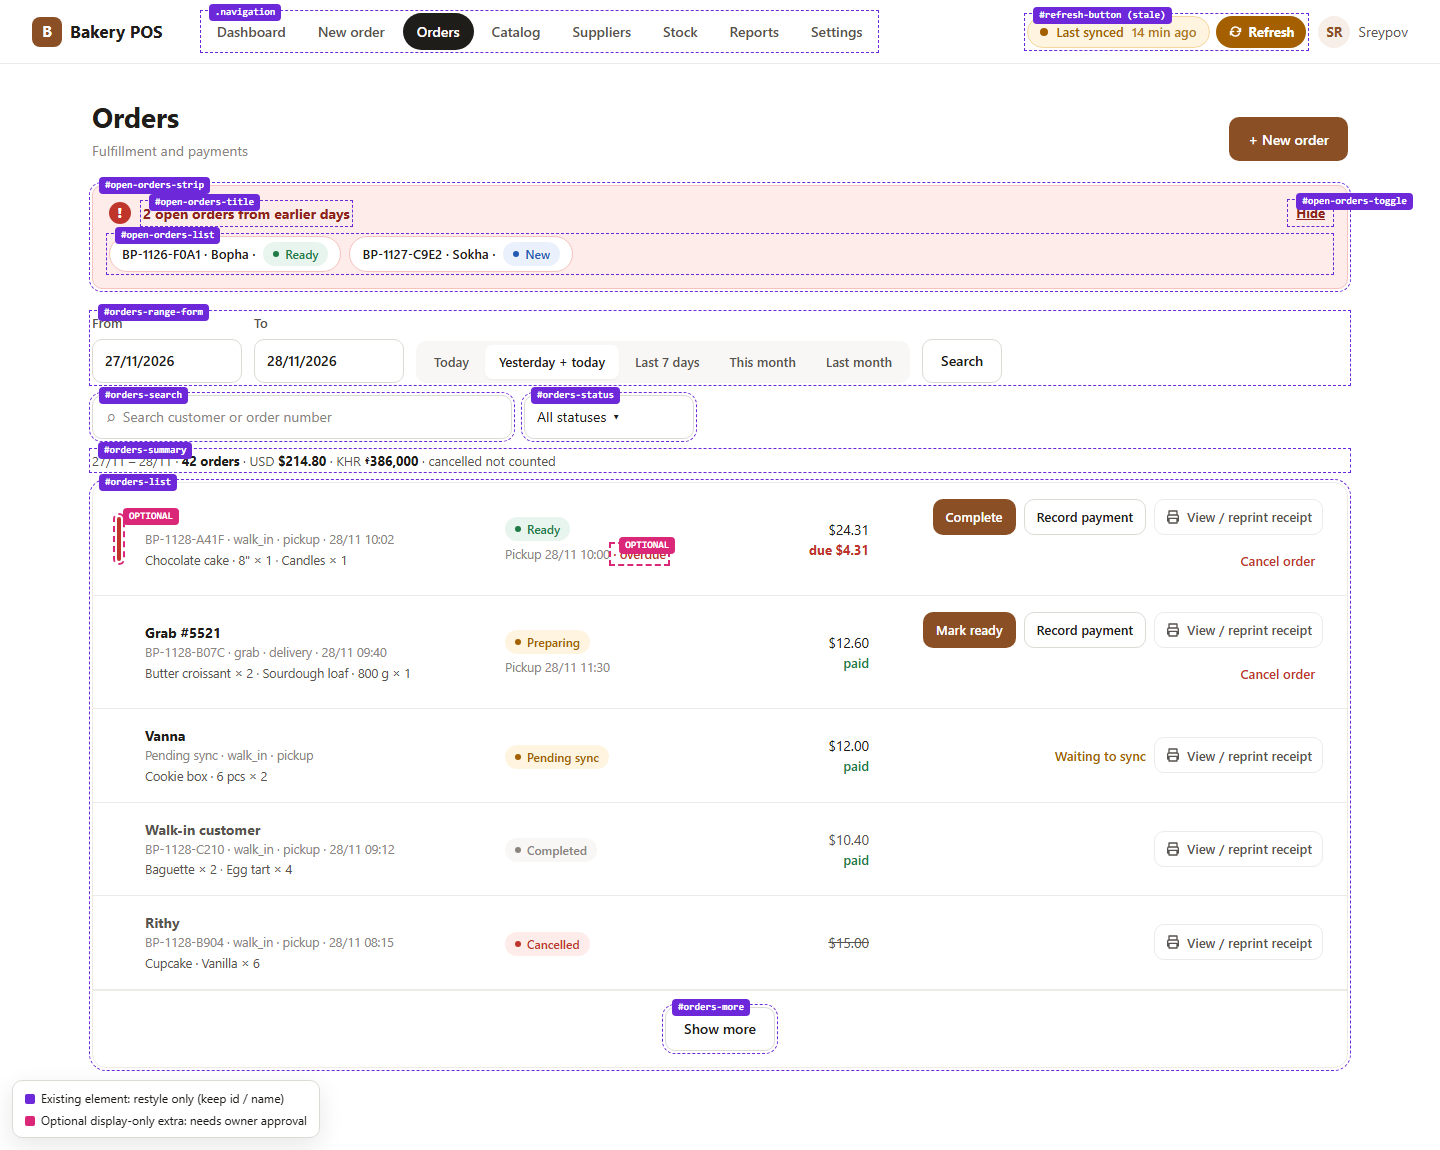 B Bakery POS
.navigation
Dashboard New order Orders Catalog Suppliers Stock Reports Settings
#refresh-button (stale)
Last synced 14 min ago Refresh SR Sreypov
Orders
Fulfillment and payments
+ New order
#open-orders-strip
#open-orders-title
! 2 open orders from earlier days
#open-orders-toggle
Hide
#open-orders-list
BP-1126-F0A1 · Bopha · Ready
BP-1127-C9E2 · Sokha · New
#orders-range-form
From To
27/11/2026 28/11/2026 Today Yesterday + today Last 7 days This month Last month Search
#orders-search #orders-status
Search customer or order number All statuses ▾
#orders-summary
27/11 – 28/11 · 42 orders · USD $214.80 · KHR ៛386,000 · cancelled not counted
#orders-list
OPTIONAL
BP-1128-A41F · walk_in · pickup · 28/11 10:02
Chocolate cake · 8" × 1 · Candles × 1
Ready
OPTIONAL
Pickup 28/11 10:00 · overdue
$24.31
due $4.31
Complete Record payment View / reprint receipt
Cancel order
Grab #5521
BP-1128-B07C · grab · delivery · 28/11 09:40
Butter croissant × 2 · Sourdough loaf · 800 g × 1
Preparing
Pickup 28/11 11:30
$12.60
paid
Mark ready Record payment View / reprint receipt
Cancel order
Vanna
Pending sync · walk_in · pickup
Cookie box · 6 pcs × 2
Pending sync
$12.00
paid
Waiting to sync View / reprint receipt
Walk-in customer
BP-1128-C210 · walk_in · pickup · 28/11 09:12
Baguette × 2 · Egg tart × 4
Completed
$10.40
paid
View / reprint receipt
Rithy
BP-1128-B904 · walk_in · pickup · 28/11 08:15
Cupcake · Vanilla × 6
Cancelled
$15.00
View / reprint receipt
#orders-more
Show more
Existing element: restyle only (keep id / name)
Optional display-only extra: needs owner approval